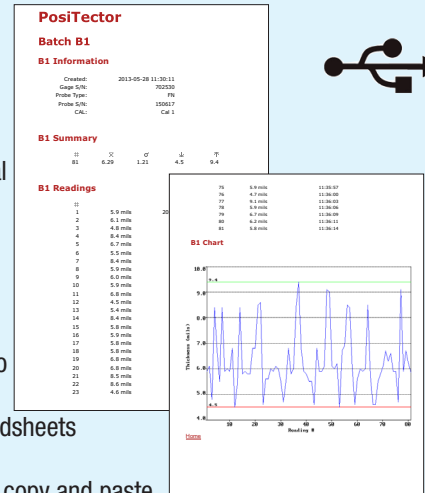 PosiTector
Batch B1
B1 Information
Created: 2013-05-28 11:30:11
Gage S/N: 702530
Probe Type: FN
Probe S/N: 150617
CAL: Cal 1
B1 Summary
81 6.29 1.21 4.5 9.4
B1 Readings
1 5.9 mils 20
2 6.1 mils
3 4.8 mils
4 8.4 mils
5 6.7 mils
6 5.5 mils
7 8.4 mils
8 5.9 mils
9 6.0 mils
10 5.9 mils
11 6.8 mils
12 4.5 mils
13 5.4 mils
14 8.4 mils
15 5.8 mils
16 5.9 mils
17 5.8 mils
18 5.8 mils
19 6.8 mils
20 6.8 mils
21 8.5 mils
22 8.6 mils
23 4.6 mils
75 5.9 mils 11:35:57
76 4.7 mils 11:36:00
77 9.1 mils 11:36:03
78 5.9 mils 11:36:06
79 6.7 mils 11:36:09
80 6.2 mils 11:36:11
81 5.8 mils 11:36:14
B1 Chart
10.0
9.4
9.0
8.0
7.0
6.0
5.0
4.5
4.0
Thickness (mils)
10 20 30 40 50 60 70 80
Reading #
Home
al
o
dsheets
copy and paste